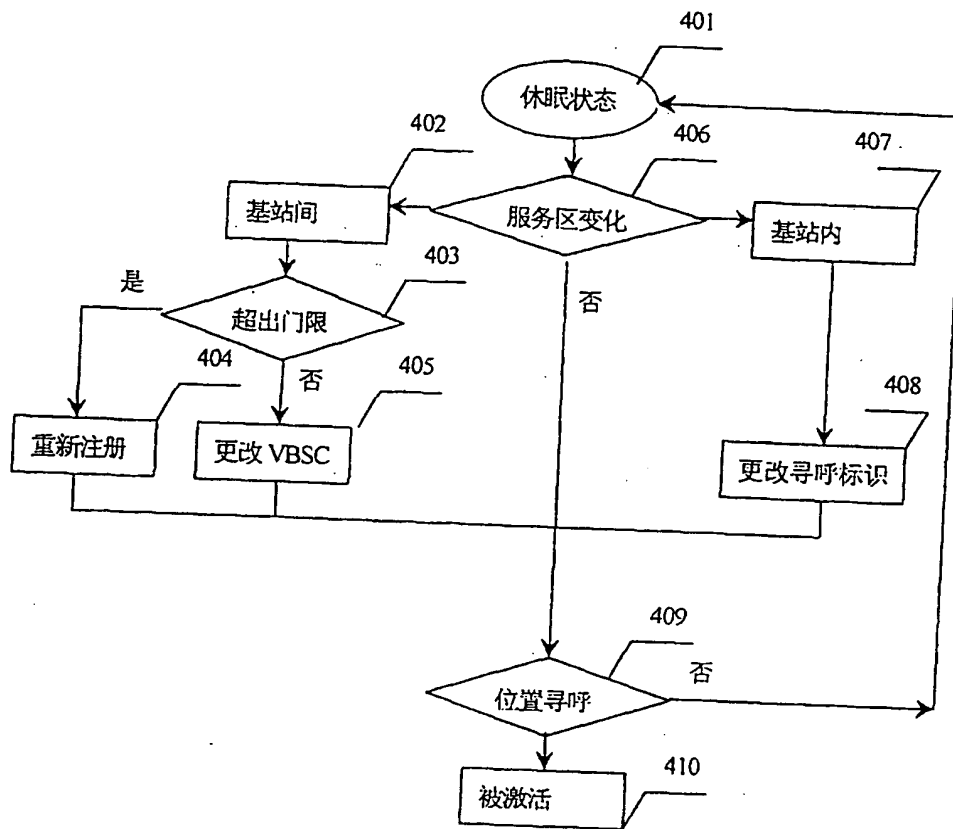 401
休眠状态
402
406
407
基站间
服务区变化
基站内
是
403
超出门限
否
404
否
405
408
重新注册
更改 VBSC
更改寻呼标识
409
位置寻呼
否
410
被激活